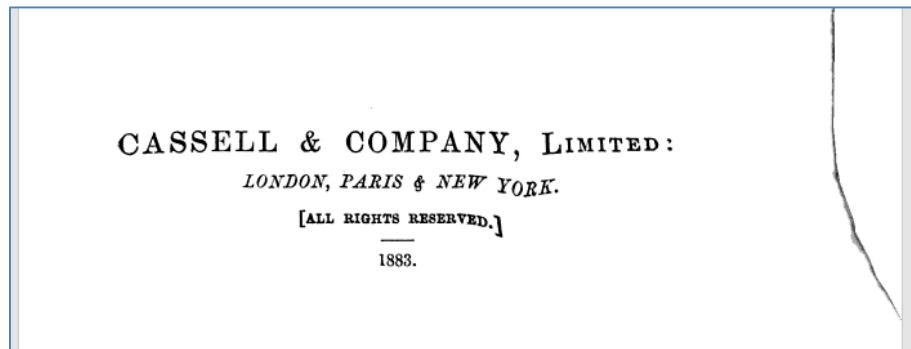 CASSELL & COMPANY, LIMITED:
LONDON, PARIS & NEW YORK.
[ALL RIGHTS RESERVED.]
1883.